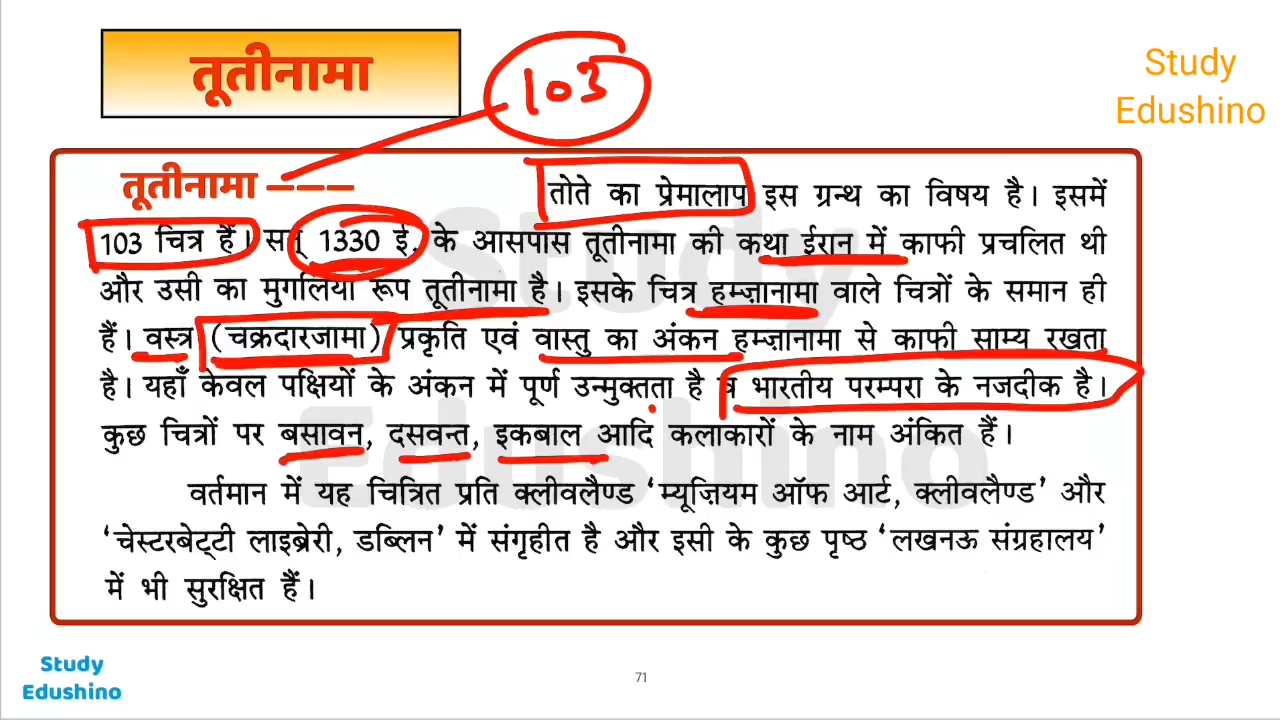 तूतीनामा
103
Study
Edushino
तूतीनामा --- तोते का प्रेमालाप इस ग्रन्थ का विषय है। इसमें
103 चित्र हैं। सन् 1330 ई. के आसपास तूतीनामा की कथा ईरान में काफी प्रचलित थी
और उसी का मुगलिया रूप तूतीनामा है। इसके चित्र हम्ज़ानामा वाले चित्रों के समान ही
हैं। वस्त्र (चक्रदारजामा) प्रकृति एवं वास्तु का अंकन हम्ज़ानामा से काफी साम्य रखता
है। यहाँ केवल पक्षियों के अंकन में पूर्ण उन्मुक्तता है व भारतीय परम्परा के नजदीक है।
कुछ चित्रों पर बसावन, दसवन्त, इकबाल आदि कलाकारों के नाम अंकित हैं।
वर्तमान में यह चित्रित प्रति क्लीवलैण्ड ‘म्यूज़ियम ऑफ आर्ट, क्लीवलैण्ड’ और
‘चेस्टरबेट्टी लाइब्रेरी, डब्लिन’ में संगृहीत है और इसी के कुछ पृष्ठ ‘लखनऊ संग्रहालय’
में भी सुरक्षित हैं।
Study
Edushino
Study
Edushino
71